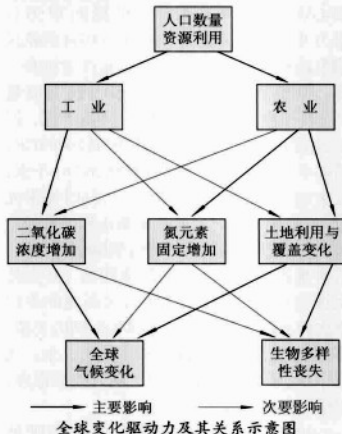 人口数量
资源利用
工 业
农 业
二氧化碳
浓度增加
氮元素
固定增加
土地利用与
覆盖变化
全球
气候变化
生物多样
性丧失
主要影响
次要影响
全球变化驱动力及其关系示意图